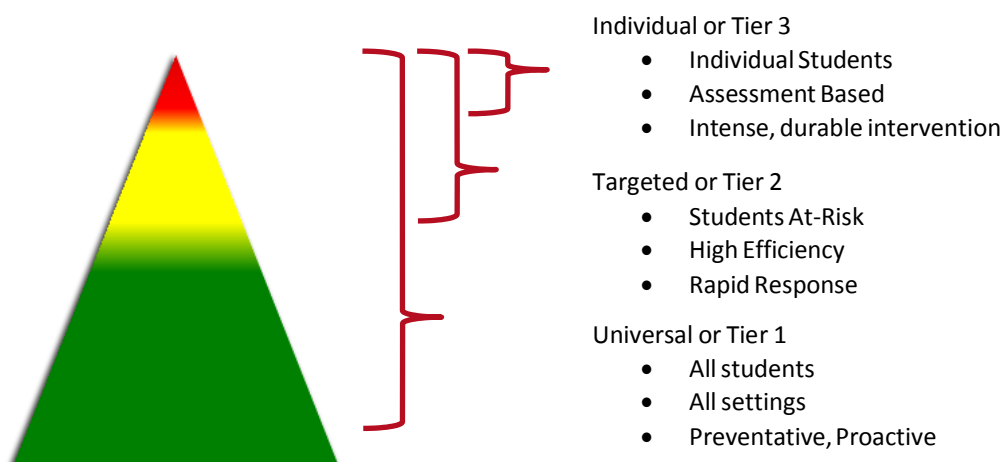 Individual or Tier 3
• Individual Students
• Assessment Based
• Intense, durable intervention
Targeted or Tier 2
• Students At-Risk
• High Efficiency
• Rapid Response
Universal or Tier 1
• All students
• All settings
• Preventative, Proactive